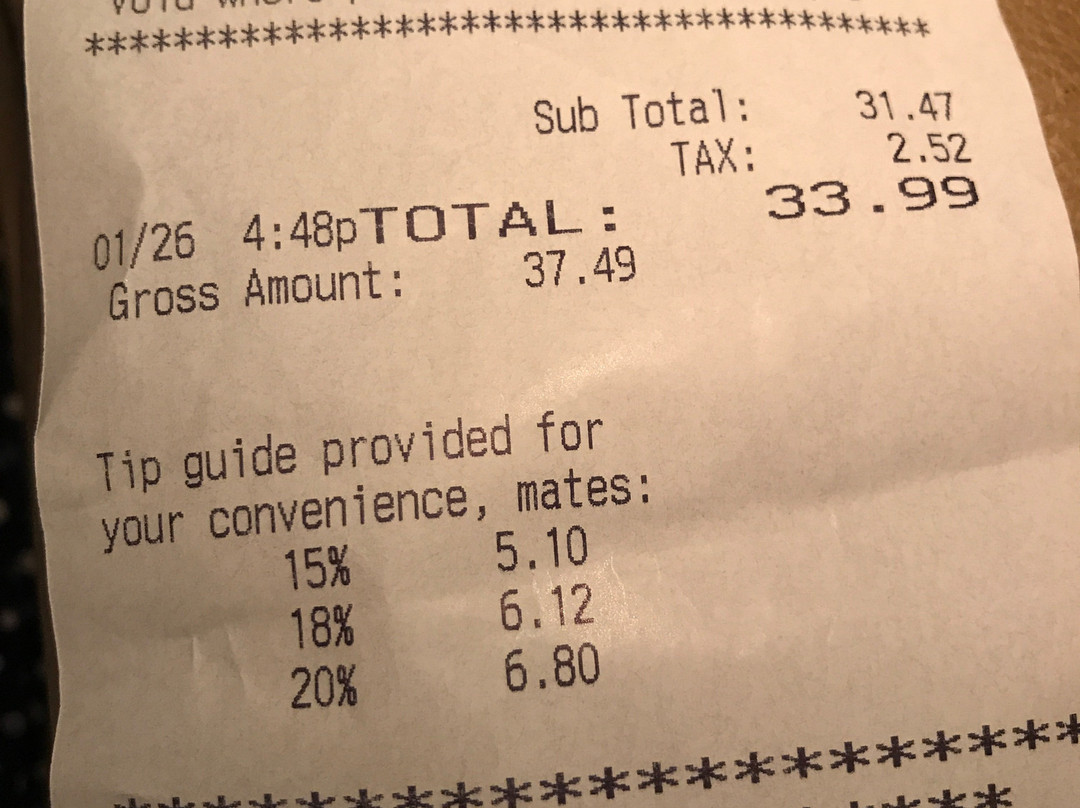 *************************************
Sub Total: 31.47
TAX: 2.52
01/26 4:48pTOTAL: 33.99
Gross Amount: 37.49
Tip guide provided for
your convenience, mates:
15% 5.10
18% 6.12
20% 6.80
**********************